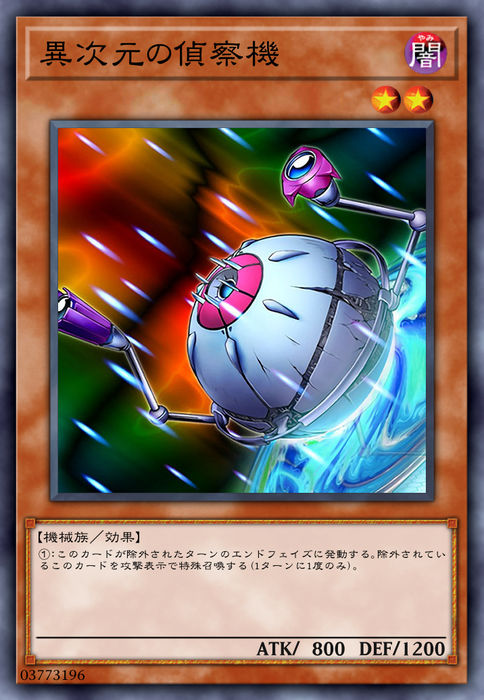 異次元の偵察機
やみ
闇
【機械族／効果】
①：このカードが除外されたターンのエンドフェイズに発動する。除外されてい
るこのカードを攻撃表示で特殊召喚する(1ターンに1度のみ)。
ATK/ 800 DEF/1200
03773196